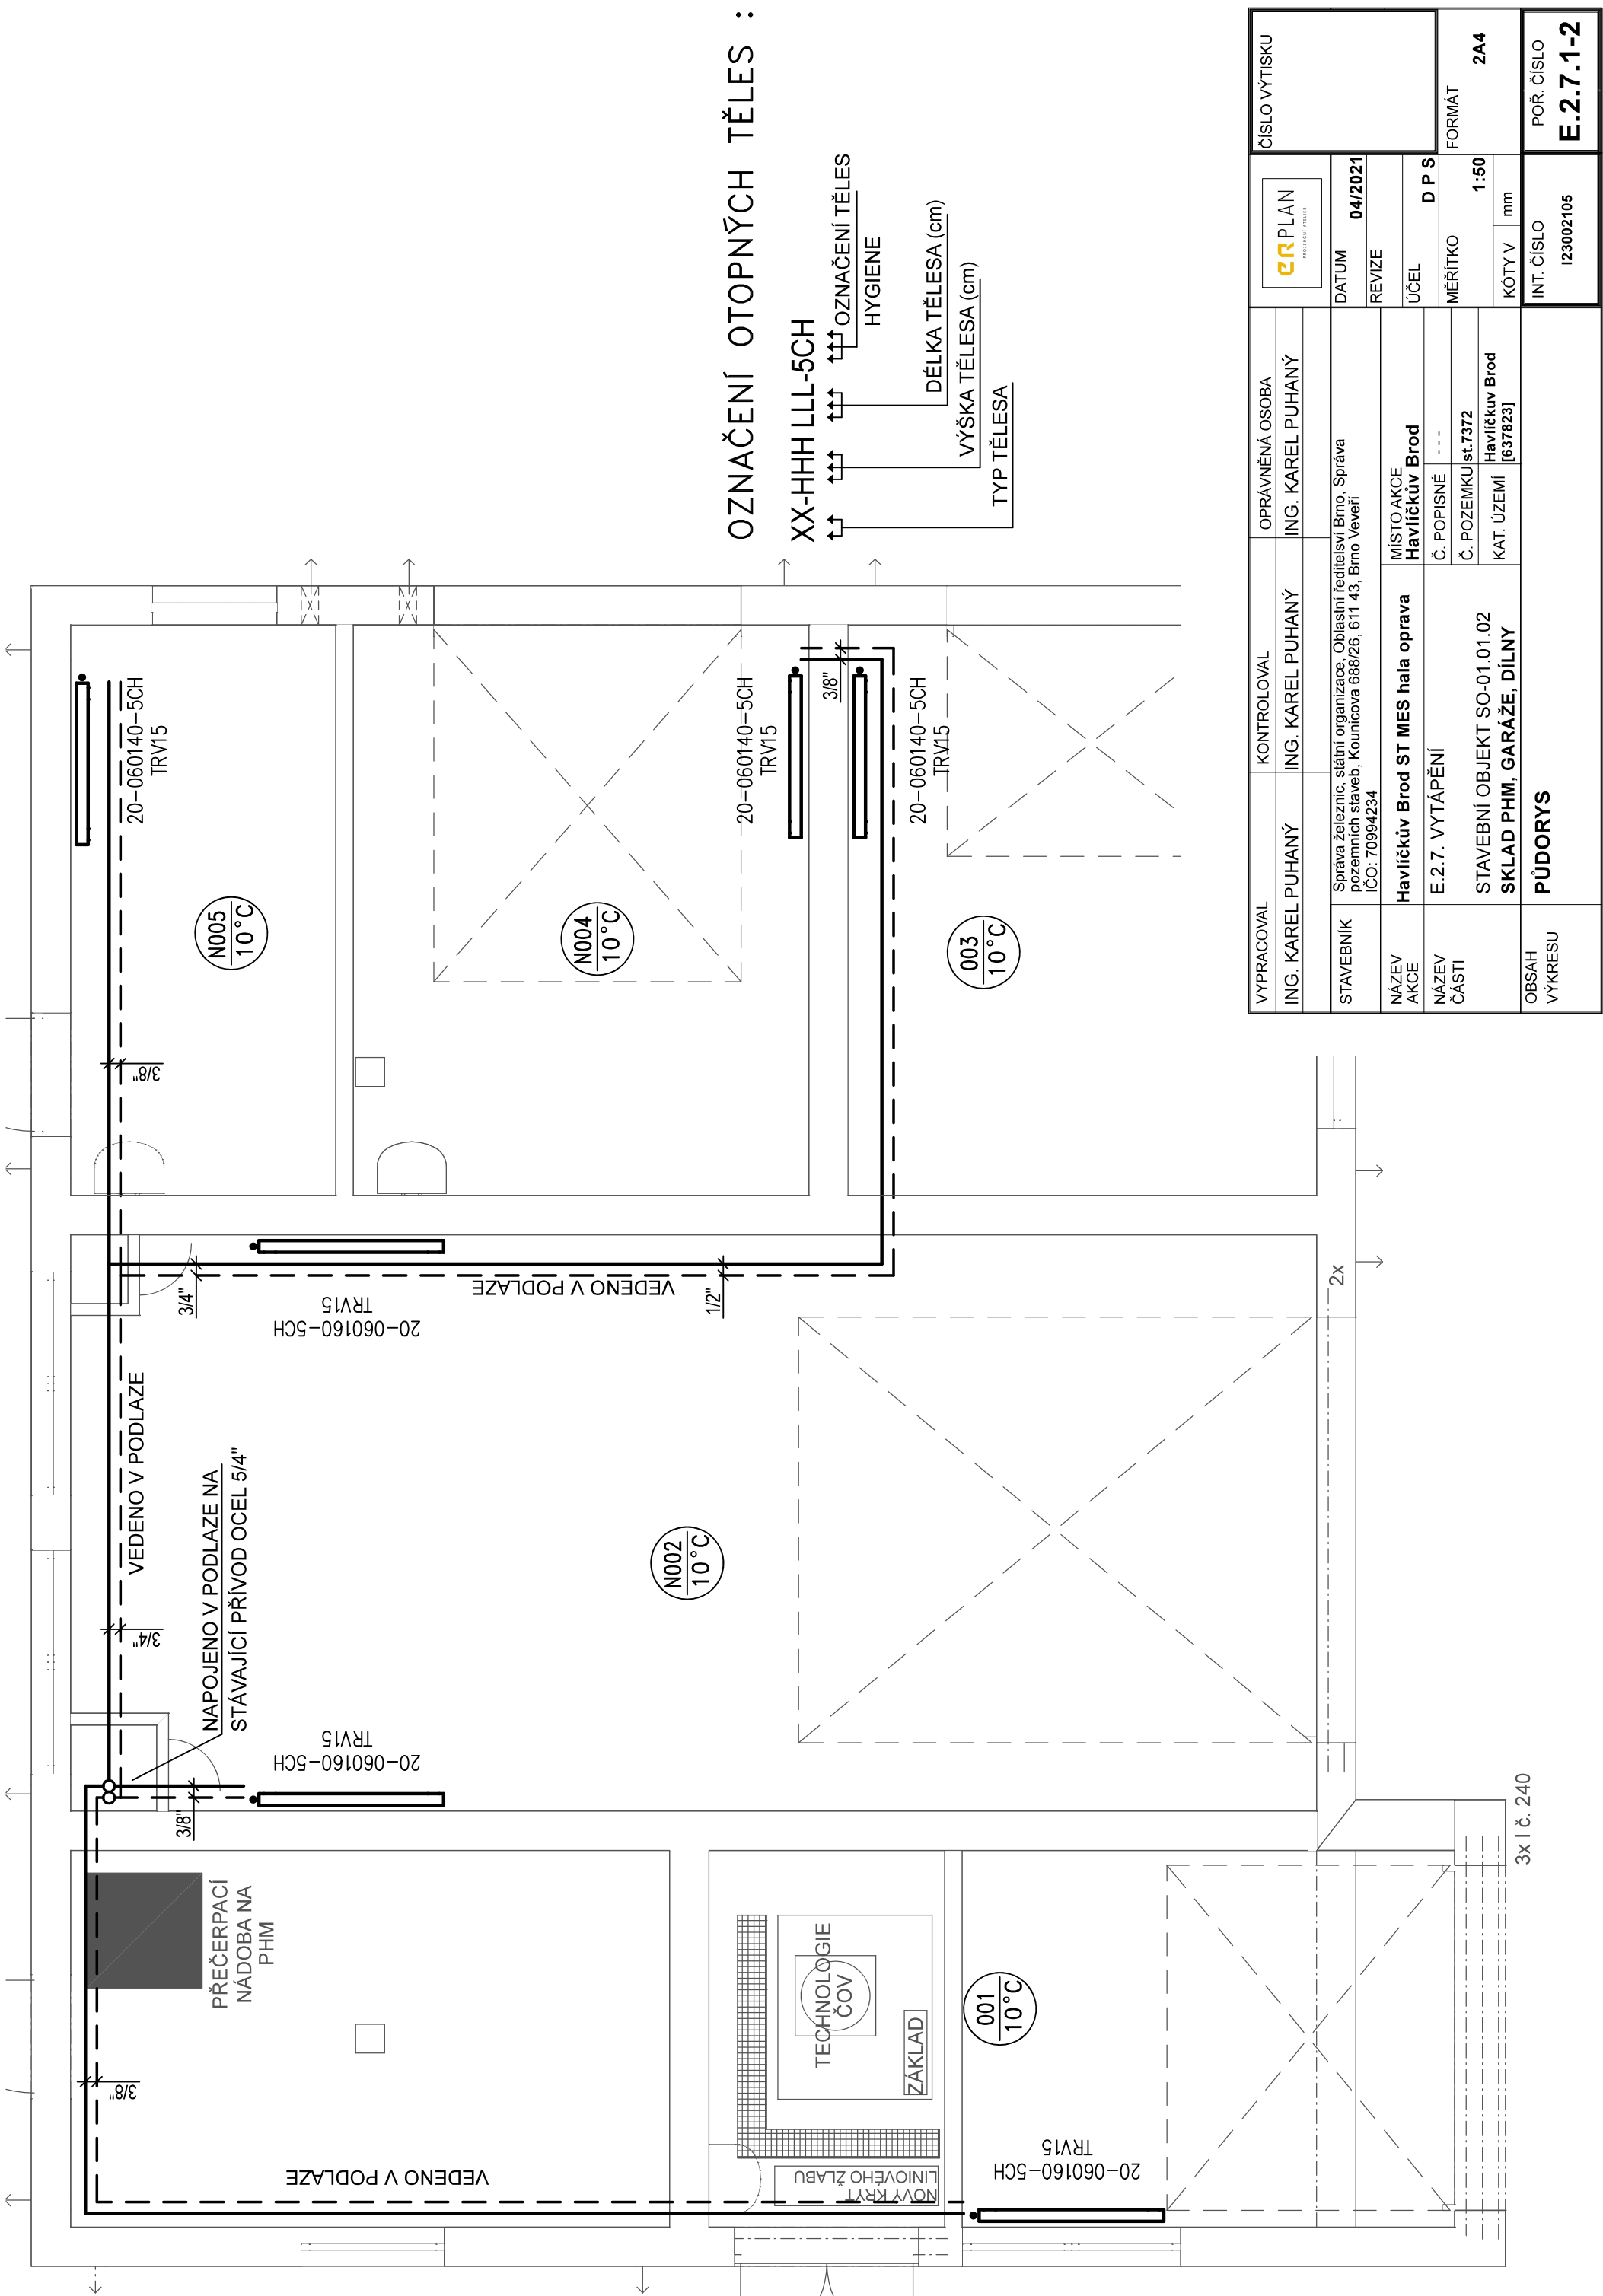 OZNAČENÍ OTOPNÝCH TĚLES :
XX-HHH LLL-5CH
OZNAČENÍ TĚLES
HYGIENE
DÉLKA TĚLESA (cm)
VÝŠKA TĚLESA (cm)
TYP TĚLESA
20-060140-5CH
TRV15
N005
10°C
3/8"
20-060140-5CH
TRV15
N004
10°C
3/8"
20-060140-5CH
TRV15
003
10°C
3/4"
VEDENO V PODLAZE
1/2"
20-060160-5CH
TRV15
VEDENO V PODLAZE
3/4"
NAPOJENO V PODLAZE NA
STÁVAJÍCÍ PŘÍVOD OCEL 5/4"
N002
10°C
2x
20-060160-5CH
TRV15
3/8"
PŘEČERPACÍ
NÁDOBA NA
PHM
3/8"
VEDENO V PODLAZE
TECHNOLOGIE
ČOV
ZÁKLAD
NOVÝ KRYT
LINIOVÉHO ŽLABU
001
10°C
20-060160-5CH
TRV15
3x I č. 240
VYPRACOVAL
KONTROLOVAL
OPRÁVNĚNÁ OSOBA
ING. KAREL PUHANÝ
ING. KAREL PUHANÝ
ING. KAREL PUHANÝ
erPLAN
PROJEKČNÍ ATELIER
ČÍSLO VÝTISKU
STAVEBNÍK
Správa železnic, státní organizace, Oblastní ředitelsví Brno, Správa
pozemních staveb, Kounicova 688/26, 611 43, Brno Veveří
IČO: 70994234
DATUM
04/2021
REVIZE
NÁZEV
AKCE
Havlíčkův Brod ST MES hala oprava
MÍSTO AKCE
Havlíčkův Brod
ÚČEL
D P S
NÁZEV
ČÁSTI
E.2.7. VYTÁPĚNÍ
STAVEBNÍ OBJEKT SO-01.01.02
SKLAD PHM, GARÁŽE, DÍLNY
Č. POPISNÉ
---
Č. POZEMKU
st.7372
KAT. ÚZEMÍ
Havlíčkuv Brod
[637823]
MĚŘÍTKO
1:50
FORMÁT
2A4
KÓTY V
mm
OBSAH
VÝKRESU
PŮDORYS
INT. ČÍSLO
I23002105
POŘ. ČÍSLO
E.2.7.1-2